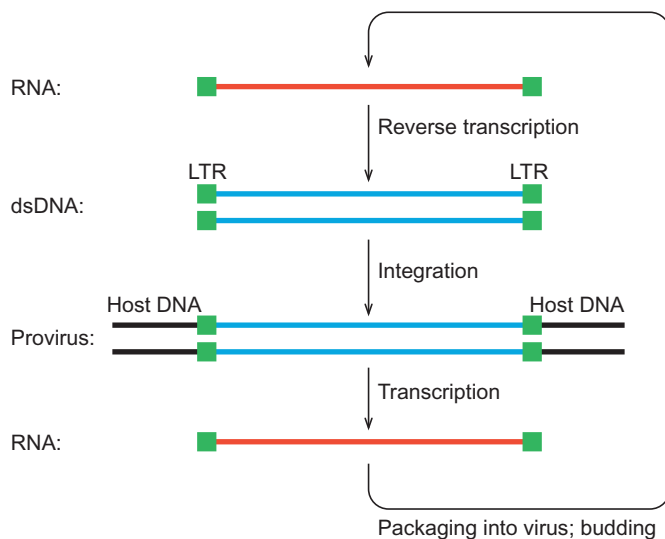 RNA:
Reverse transcription
LTR LTR
dsDNA:
Integration
Host DNA Host DNA
Provirus:
Transcription
RNA:
Packaging into virus; budding